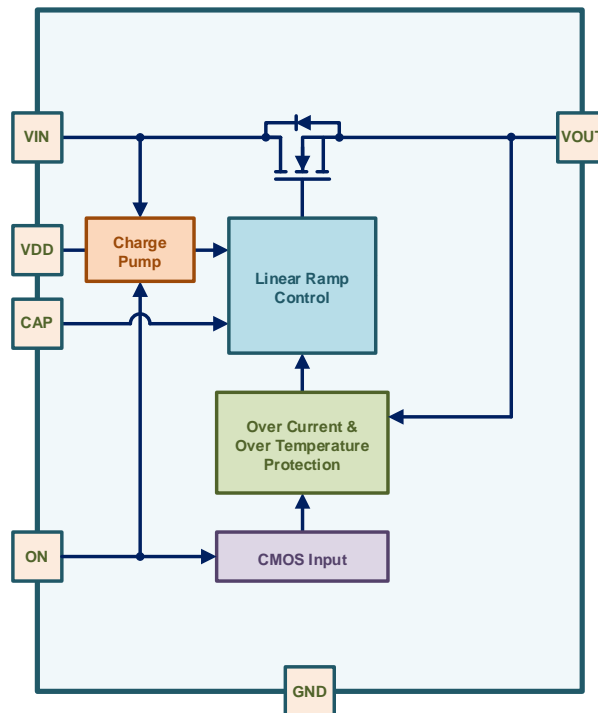 VIN
VOUT
VDD
Charge
Pump
Linear Ramp
Control
CAP
Over Current &
Over Temperature
Protection
ON
CMOS Input
GND